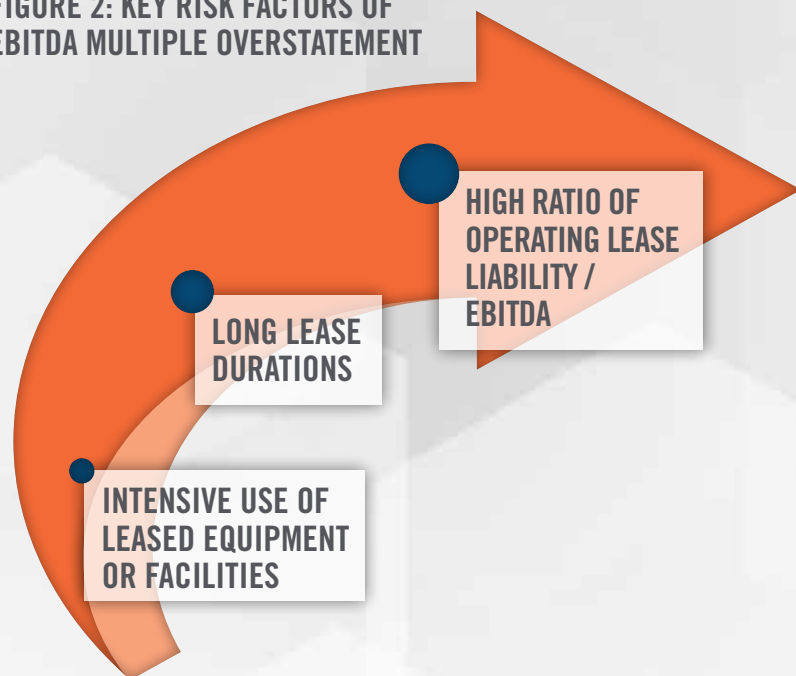 FIGURE 2: KEY RISK FACTORS OF
EBITDA MULTIPLE OVERSTATEMENT
HIGH RATIO OF
OPERATING LEASE
LIABILITY /
EBITDA
LONG LEASE
DURATIONS
INTENSIVE USE OF
LEASED EQUIPMENT
OR FACILITIES